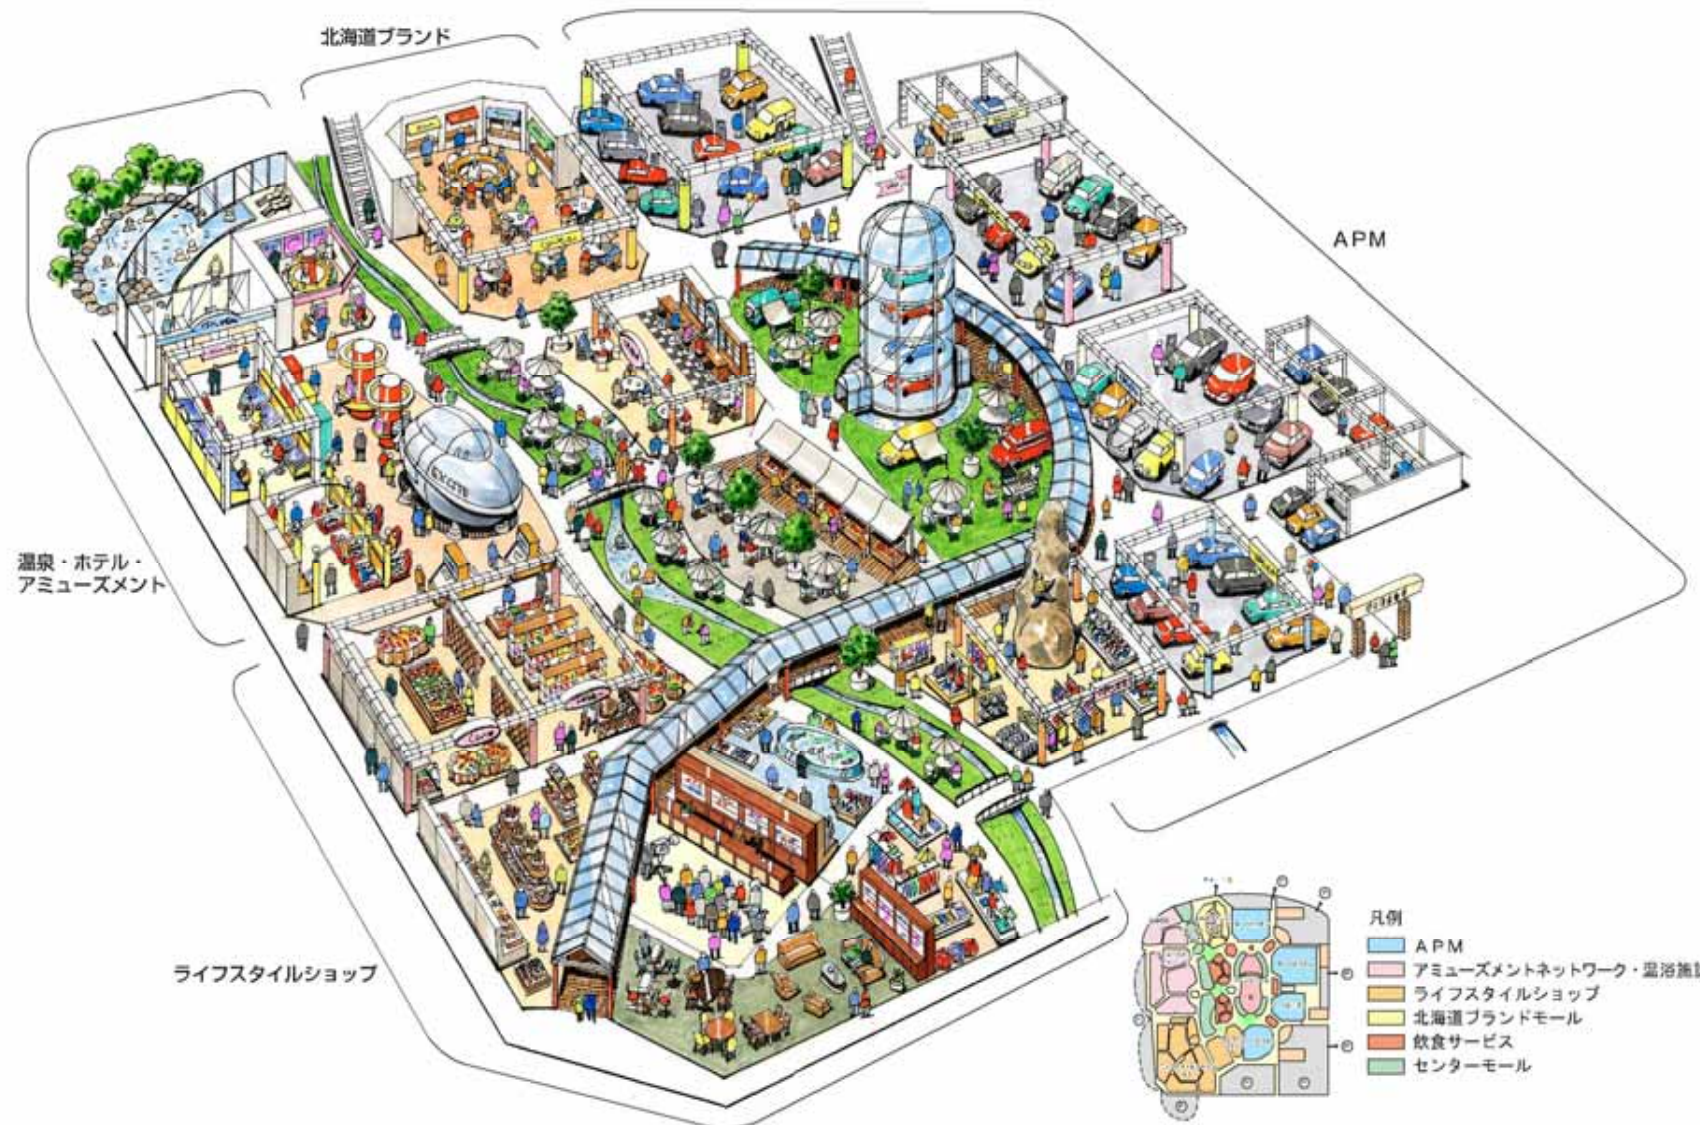 北海道ブランド
APM
温泉・ホテル・
アミューズメント
ライフスタイルショップ
凡例
APM
アミューズメントネットワーク・温浴施設
ライフスタイルショップ
北海道ブランドモール
飲食サービス
センターモール